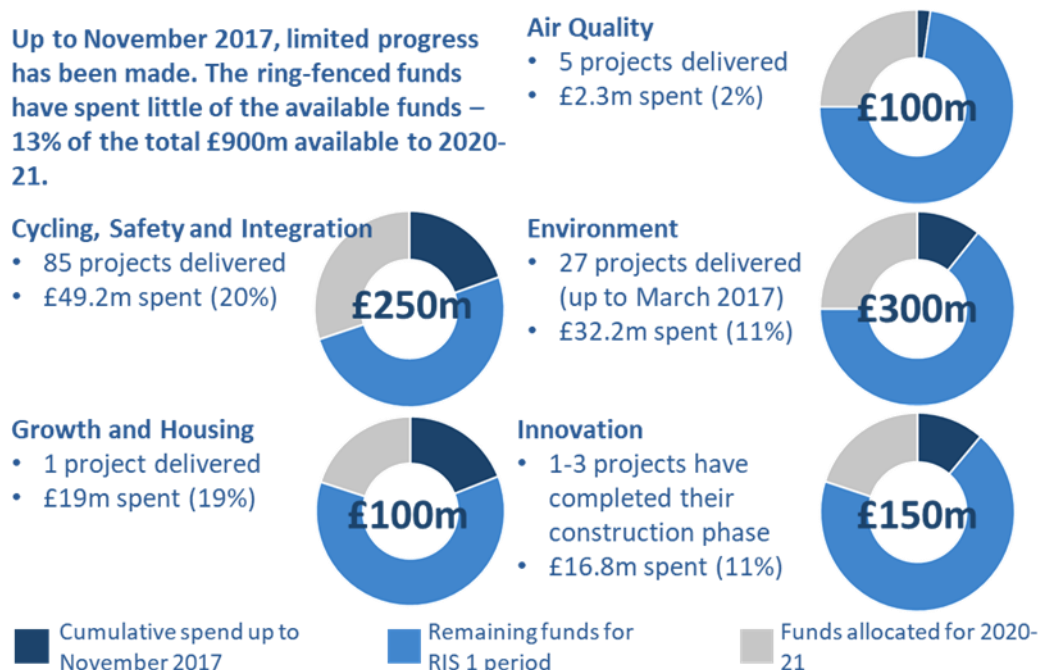 Up to November 2017, limited progress
has been made. The ring-fenced funds
have spent little of the available funds –
13% of the total £900m available to 2020-
21.
Air Quality
• 5 projects delivered
• £2.3m spent (2%)
£100m
Cycling, Safety and Integration
• 85 projects delivered
• £49.2m spent (20%)
£250m
Environment
• 27 projects delivered
(up to March 2017)
• £32.2m spent (11%)
£300m
Growth and Housing
• 1 project delivered
• £19m spent (19%)
£100m
Innovation
• 1-3 projects have
completed their
construction phase
• £16.8m spent (11%)
£150m
Cumulative spend up to
November 2017
Remaining funds for
RIS 1 period
Funds allocated for 2020-
21